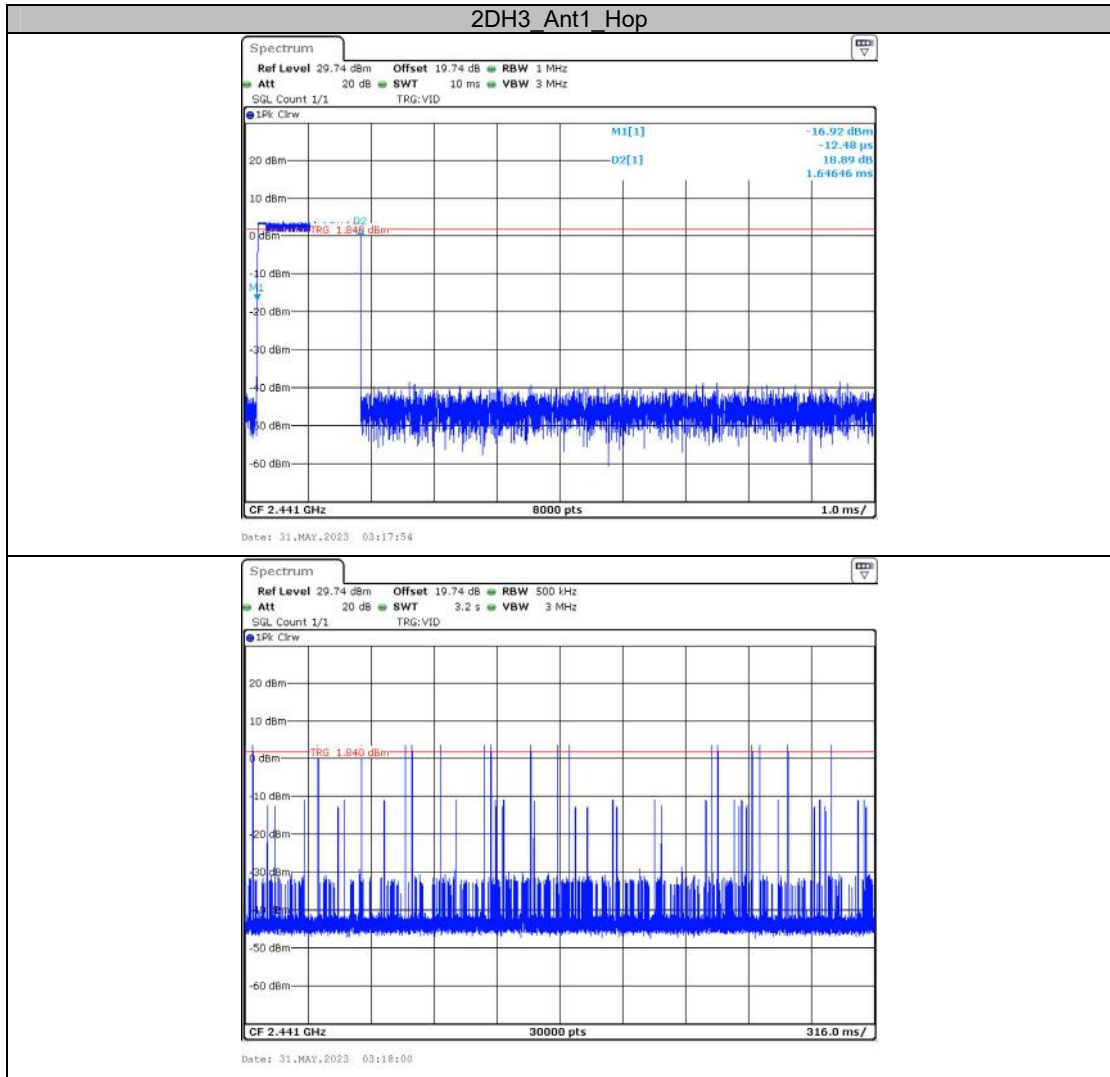 2DH3_Ant1_Hop
Spectrum
Ref Level 29.74 dBm Offset 19.74 dB RBW 1 MHz
Att 20 dB SWT 10 ms VBW 3 MHz
SGL Count 1/1 TRG:VID
1Pk Clrw
M1[1] -16.92 dBm
-12.48 µs
D2[1] 18.89 dB
1.64646 ms
20 dBm
10 dBm
D2
TRG 1.840 dBm
0 dBm
-10 dBm
M1
-20 dBm
-30 dBm
-40 dBm
-50 dBm
-60 dBm
CF 2.441 GHz 8000 pts 1.0 ms/
Date: 31.MAY.2023 03:17:54
Spectrum
Ref Level 29.74 dBm Offset 19.74 dB RBW 500 kHz
Att 20 dB SWT 3.2 s VBW 3 MHz
SGL Count 1/1 TRG:VID
1Pk Clrw
20 dBm
10 dBm
TRG 1.840 dBm
0 dBm
-10 dBm
-20 dBm
-30 dBm
-40 dBm
-50 dBm
-60 dBm
CF 2.441 GHz 30000 pts 316.0 ms/
Date: 31.MAY.2023 03:18:00